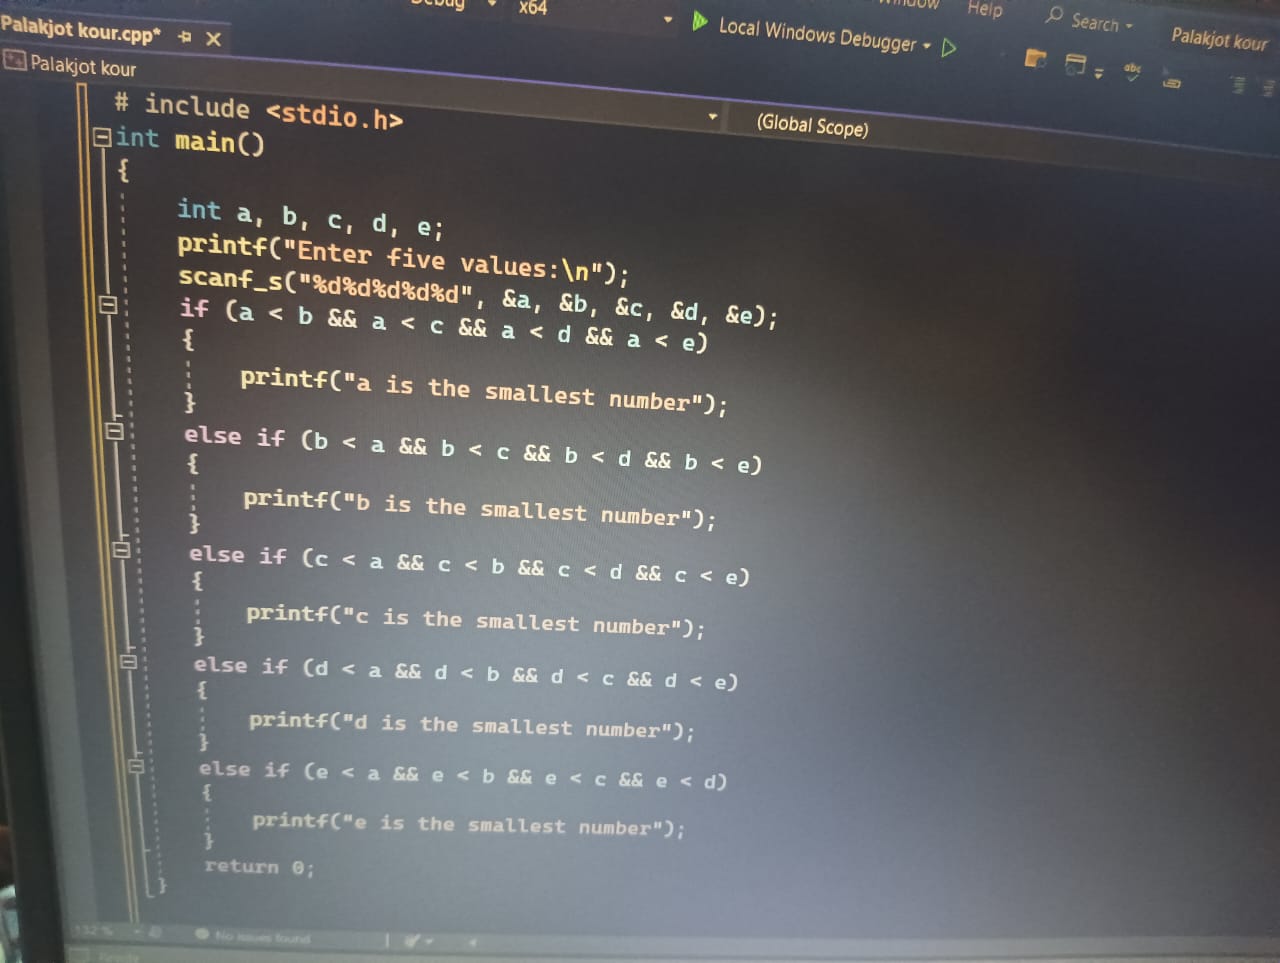 x64
Local Windows Debugger
Help
Search
Palakjot kour
Palakjot kour.cpp*
abc
Palakjot kour
(Global Scope)
# include <stdio.h>
int main()
{
int a, b, c, d, e;
printf("Enter five values:\n");
scanf_s("%d%d%d%d%d", &a, &b, &c, &d, &e);
if (a < b && a < c && a < d && a < e)
{
printf("a is the smallest number");
}
else if (b < a && b < c && b < d && b < e)
{
printf("b is the smallest number");
}
else if (c < a && c < b && c < d && c < e)
{
printf("c is the smallest number");
}
else if (d < a && d < b && d < c && d < e)
{
printf("d is the smallest number");
}
else if (e < a && e < b && e < c && e < d)
{
printf("e is the smallest number");
}
return 0;
}
132 %
No issues found
Ready